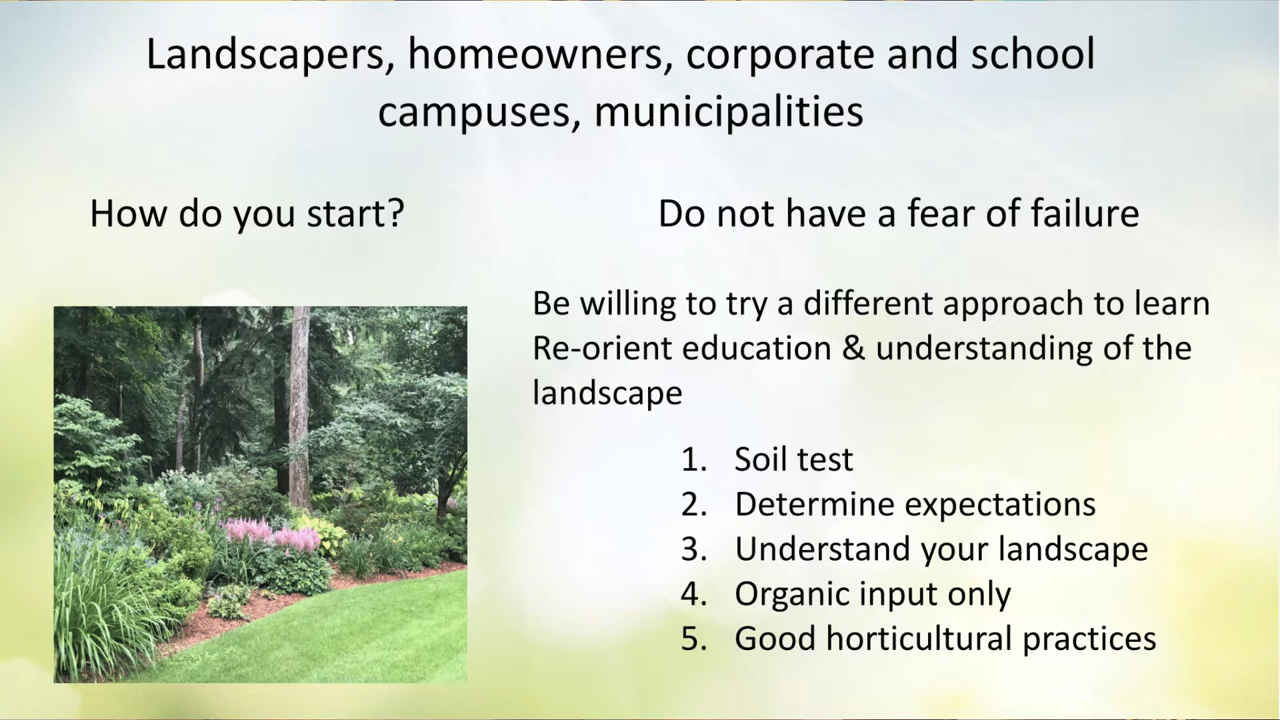 Landscapers, homeowners, corporate and school
campuses, municipalities
How do you start?
Do not have a fear of failure
Be willing to try a different approach to learn
Re-orient education & understanding of the
landscape
1. Soil test
2. Determine expectations
3. Understand your landscape
4. Organic input only
5. Good horticultural practices